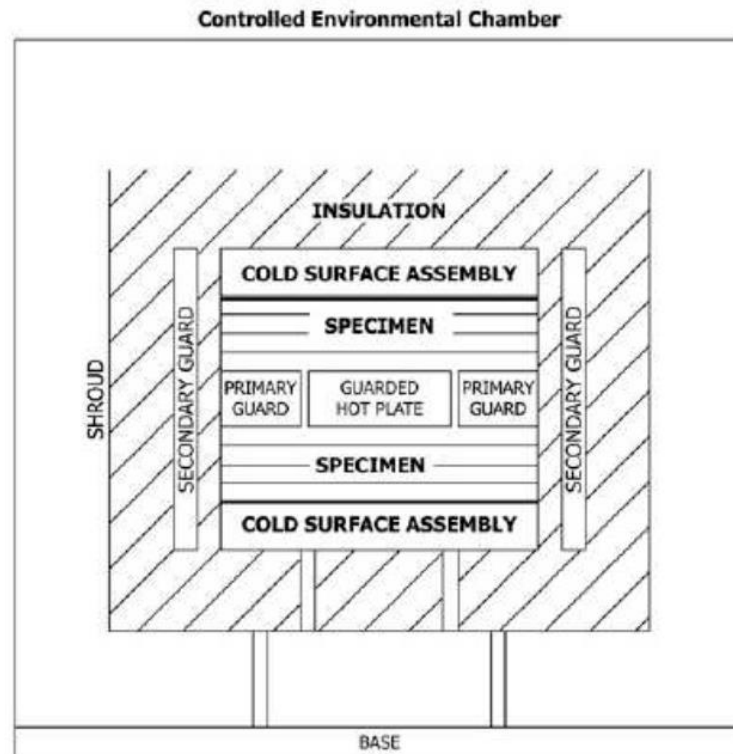 Controlled Environmental Chamber
INSULATION
COLD SURFACE ASSEMBLY
SPECIMEN
PRIMARY
GUARD
GUARDED
HOT PLATE
PRIMARY
GUARD
SPECIMEN
COLD SURFACE ASSEMBLY
SHROUD
SECONDARY GUARD
SECONDARY GUARD
BASE